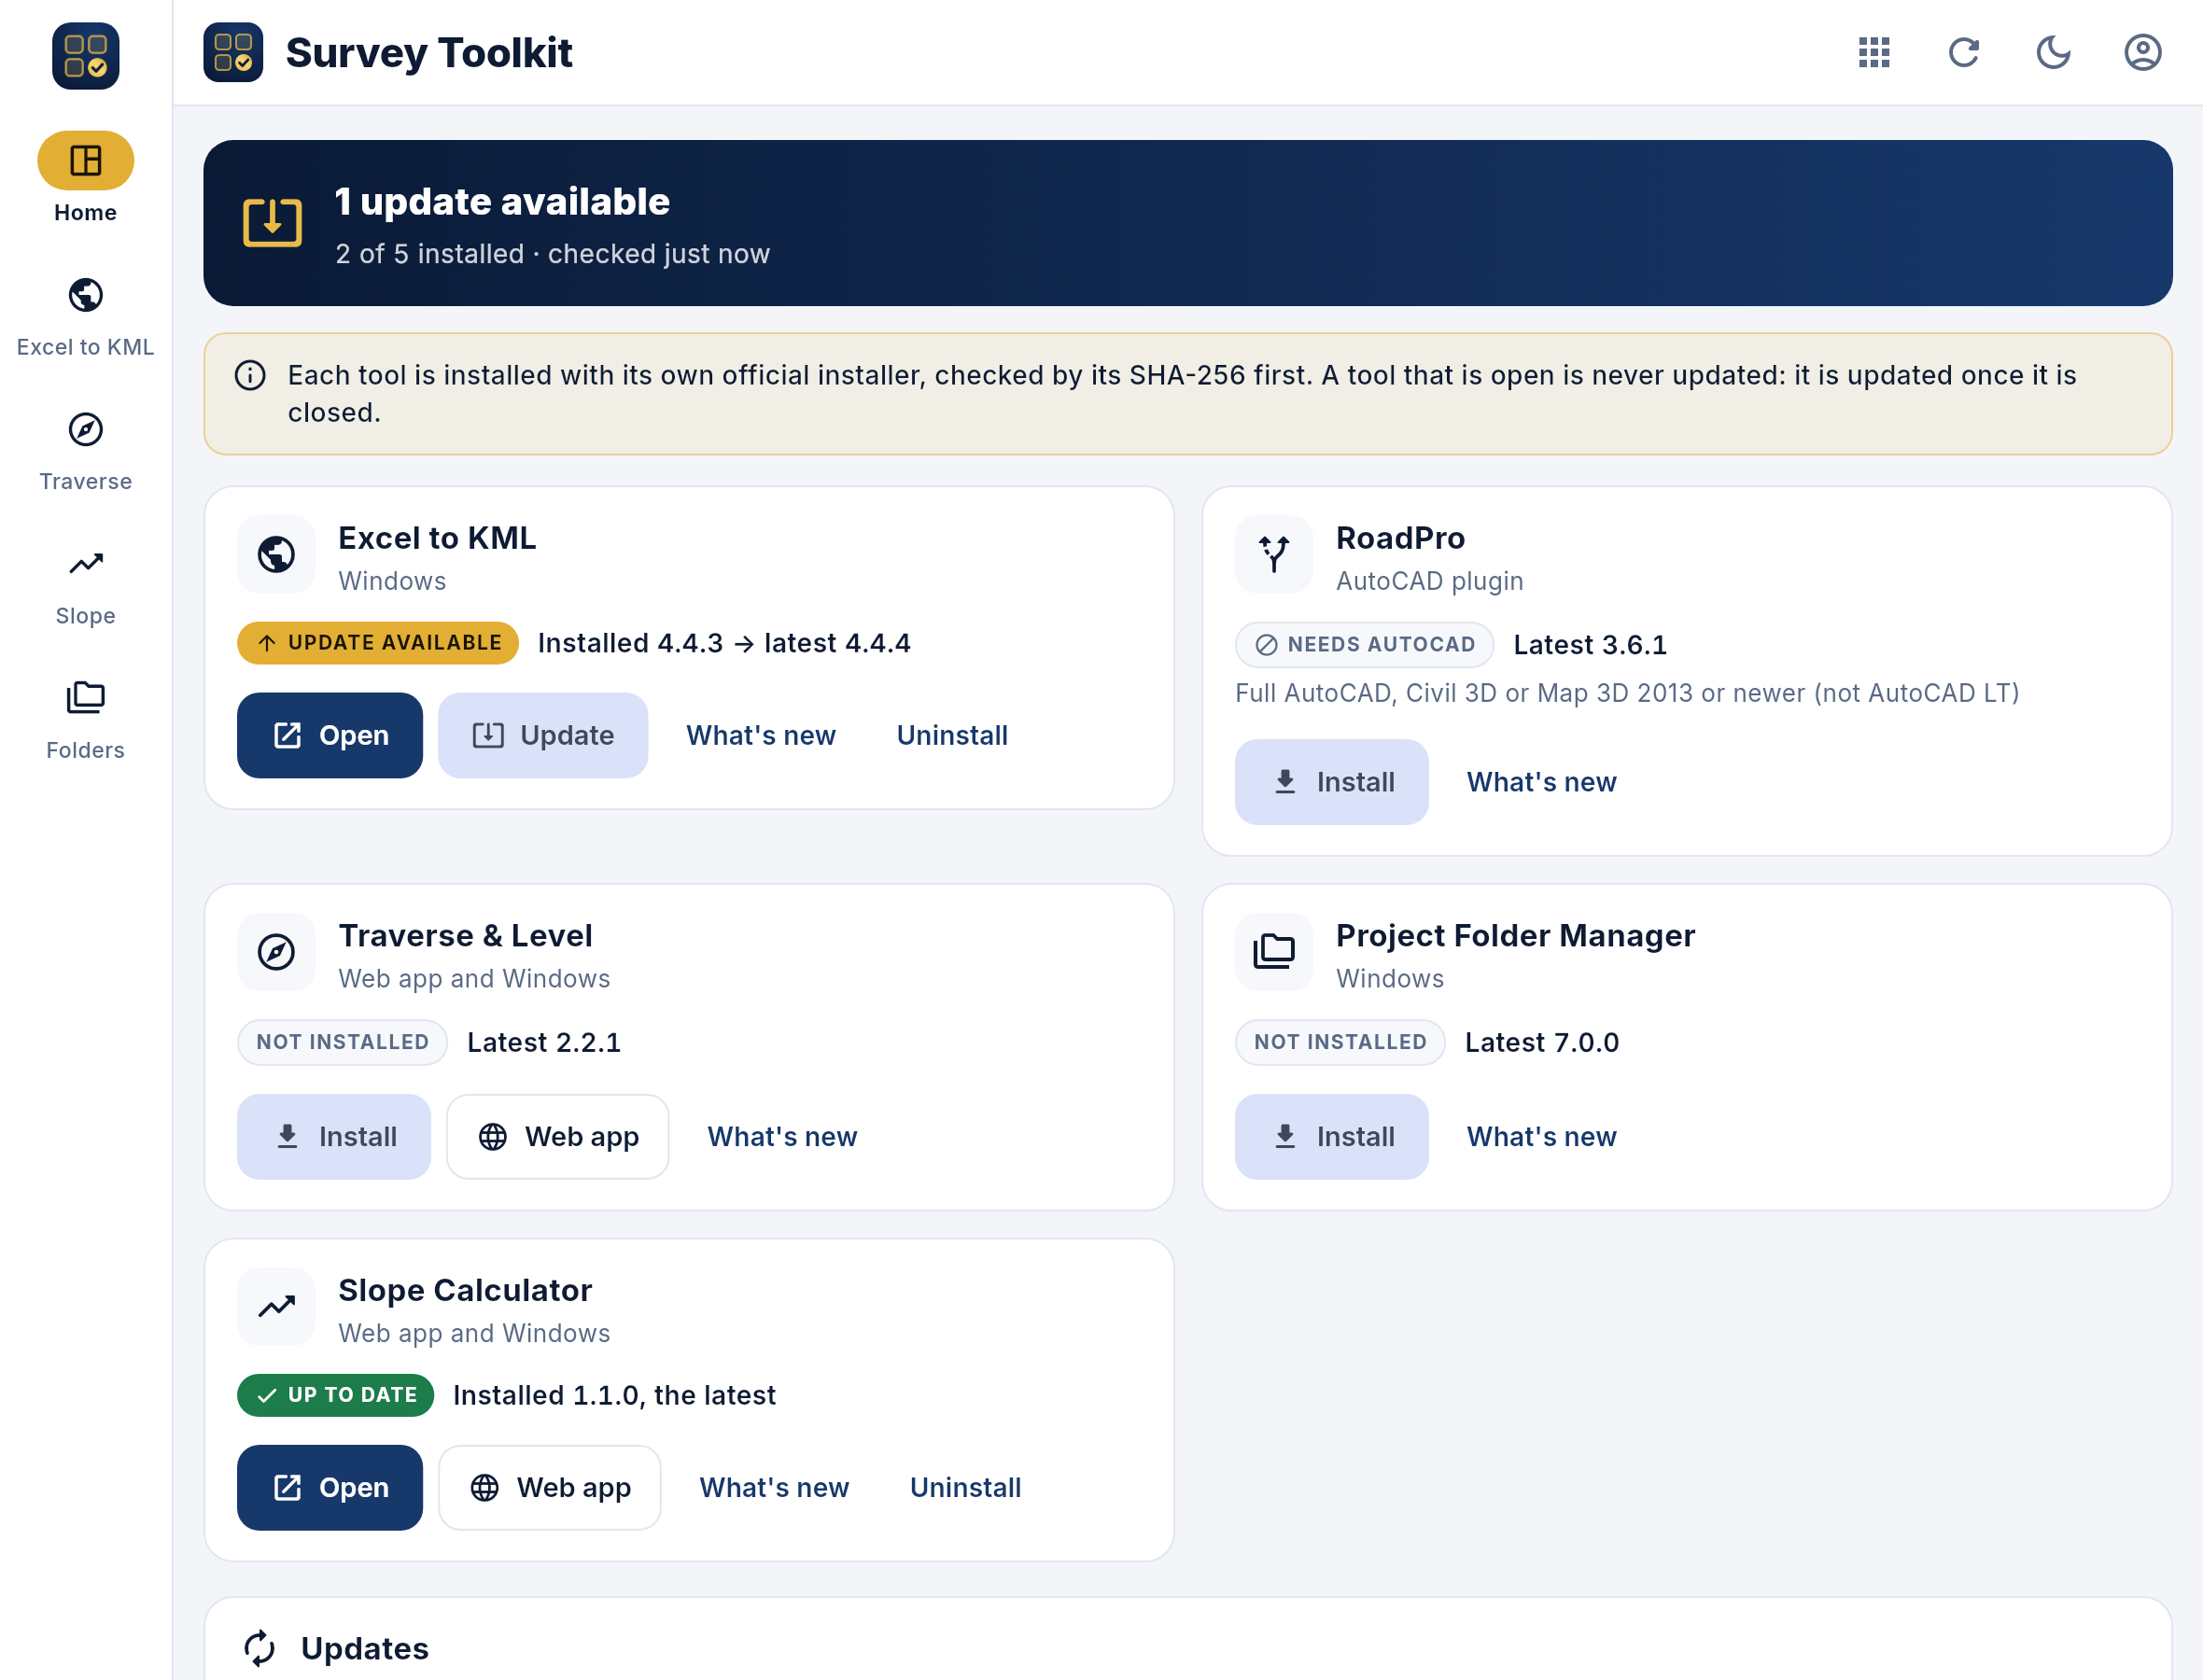 Survey Toolkit
Home
Excel to KML
Traverse
Slope
Folders
1 update available
2 of 5 installed · checked just now
Each tool is installed with its own official installer, checked by its SHA-256 first. A tool that is open is never updated: it is updated once it is
closed.
Excel to KML
Windows
UPDATE AVAILABLE Installed 4.4.3 → latest 4.4.4
Open Update What's new Uninstall
RoadPro
AutoCAD plugin
NEEDS AUTOCAD Latest 3.6.1
Full AutoCAD, Civil 3D or Map 3D 2013 or newer (not AutoCAD LT)
Install What's new
Traverse & Level
Web app and Windows
NOT INSTALLED Latest 2.2.1
Install Web app What's new
Project Folder Manager
Windows
NOT INSTALLED Latest 7.0.0
Install What's new
Slope Calculator
Web app and Windows
UP TO DATE Installed 1.1.0, the latest
Open Web app What's new Uninstall
Updates